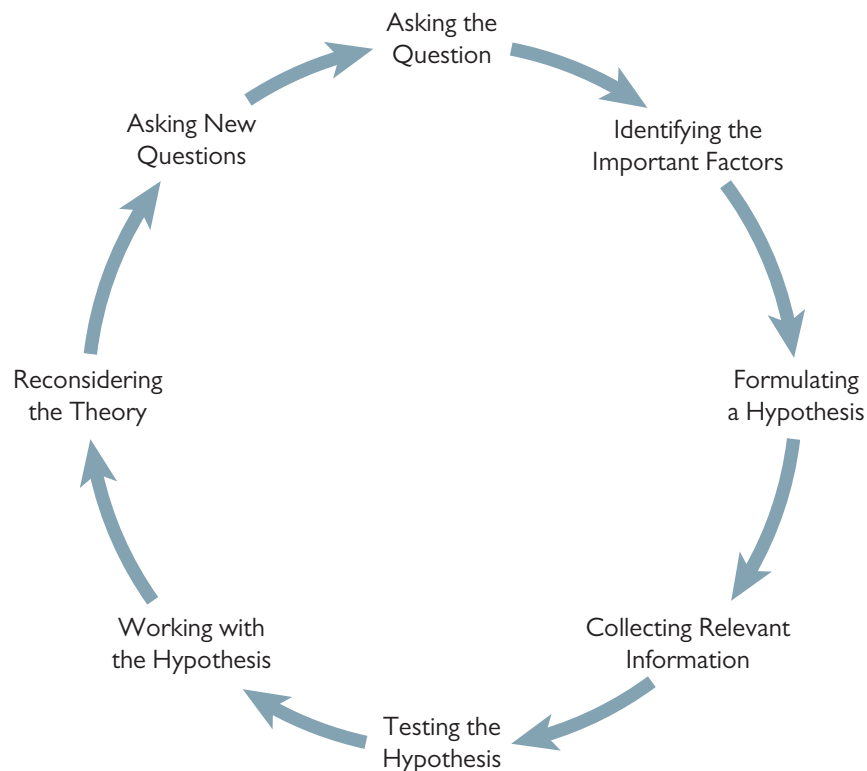 Asking the
Question
Identifying the
Important Factors
Formulating
a Hypothesis
Collecting Relevant
Information
Testing the
Hypothesis
Working with
the Hypothesis
Reconsidering
the Theory
Asking New
Questions